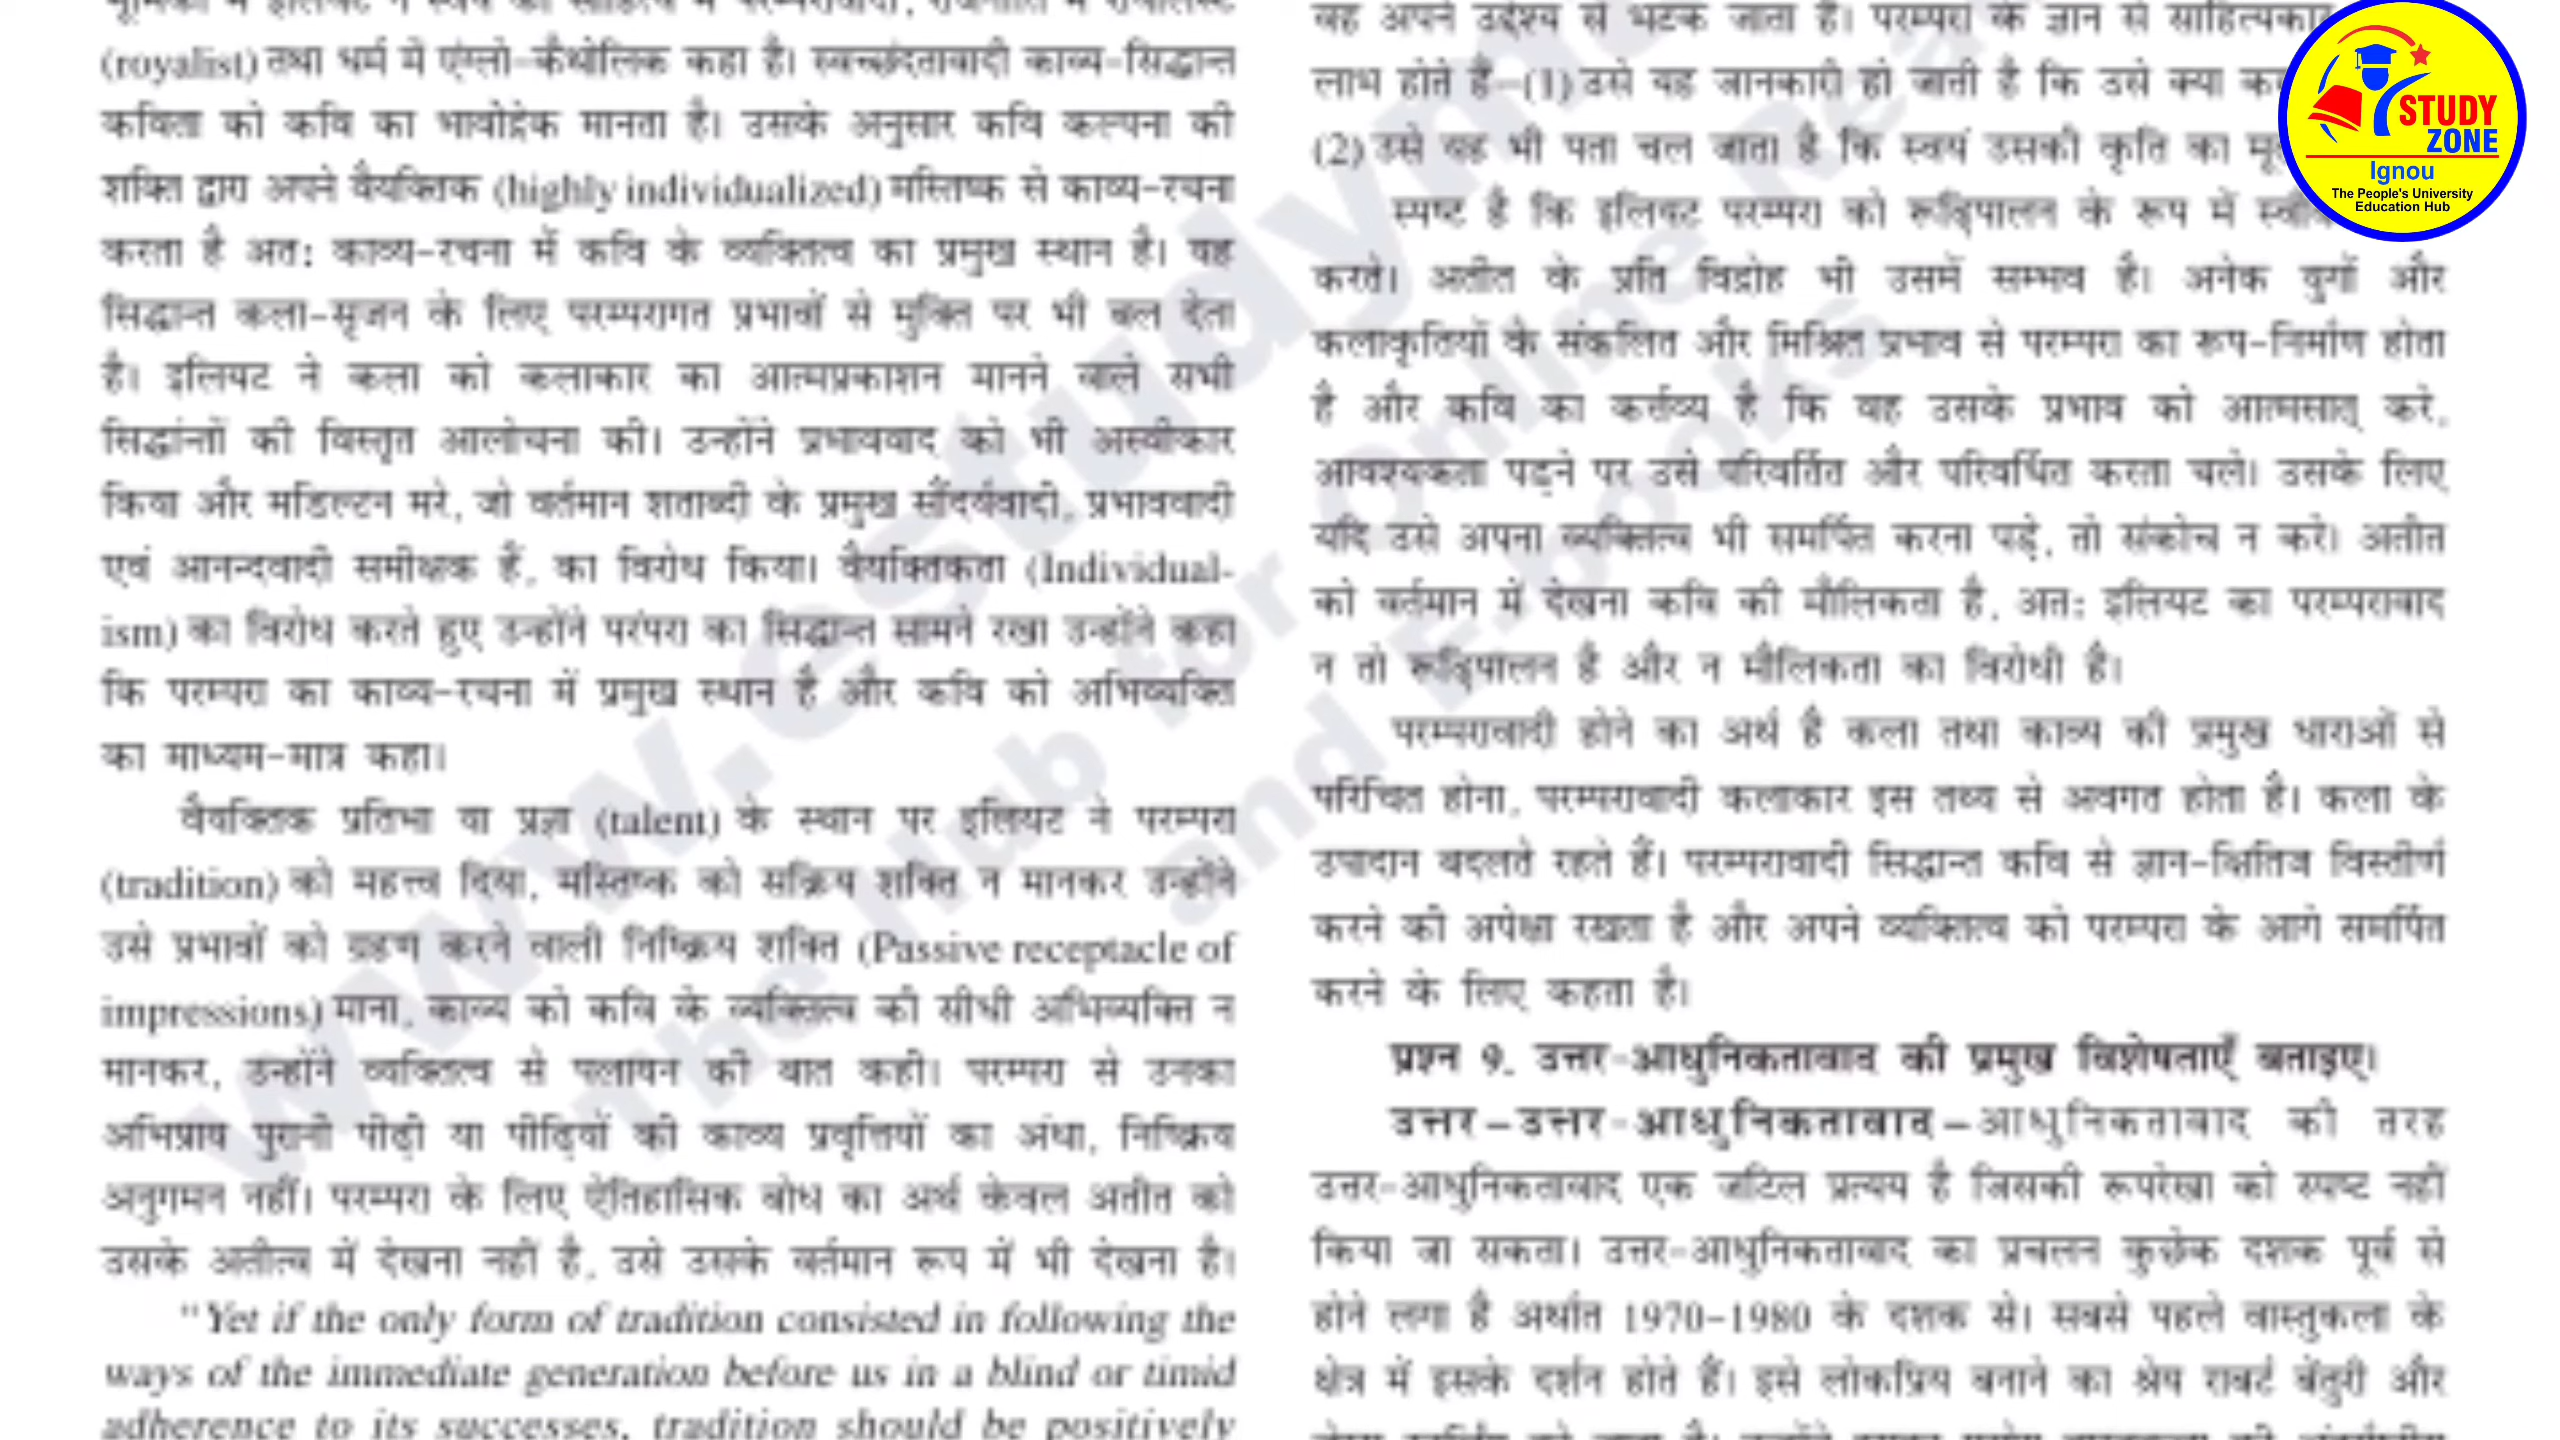 (royalist) तथा धर्म में एंग्लो-कैथोलिक कहा है। स्वच्छंदतावादी काव्य-सिद्धान्त
कविता को कवि का भावोद्रेक मानता है। उसके अनुसार कवि कल्पना की
शक्ति द्वारा अपने वैयक्तिक (highly individualized) मस्तिष्क से काव्य-रचना
करता है अत: काव्य-रचना में कवि के व्यक्तित्व का प्रमुख स्थान है। यह
सिद्धान्त कला-सृजन के लिए परम्परागत प्रभावों से मुक्ति पर भी बल देता
है। इलियट ने कला को कलाकार का आत्मप्रकाशन मानने वाले सभी
सिद्धांन्तों की विस्तृत आलोचना की। उन्होंने प्रभाववाद को भी अस्वीकार
किया और मडिल्टन मरे, जो वर्तमान शताब्दी के प्रमुख सौंदर्यवादी, प्रभाववादी
एवं आनन्दवादी समीक्षक हैं, का विरोध किया। वैयक्तिकता (Individual-
ism) का विरोध करते हुए उन्होंने परंपरा का सिद्धान्त सामने रखा उन्होंने कहा
कि परम्परा का काव्य-रचना में प्रमुख स्थान है और कवि को अभिव्यक्ति
का माध्यम-मात्र कहा।
वैयक्तिक प्रतिभा या प्रज्ञा (talent) के स्थान पर इलियट ने परम्परा
(tradition) को महत्त्व दिया, मस्तिष्क को सक्रिय शक्ति न मानकर उन्होंने
उसे प्रभावों को ग्रहण करने वाली निष्क्रिय शक्ति (Passive receptacle of
impressions) माना, काव्य को कवि के व्यक्तित्व की सीधी अभिव्यक्ति न
मानकर, उन्होंने व्यक्तित्व से पलायन की बात कही। परम्परा से उनका
अभिप्राय पुरानी पीढ़ी या पीढ़ियों की काव्य प्रवृत्तियों का अंधा, निष्क्रिय
अनुगमन नहीं। परम्परा के लिए ऐतिहासिक बोध का अर्थ केवल अतीत को
उसके अतीत्व में देखना नहीं है, उसे उसके वर्तमान रूप में भी देखना है।
"Yet if the only form of tradition consisted in following the
ways of the immediate generation before us in a blind or timid
adherence to its successes, tradition should be positively
वह अपने उद्देश्य से भटक जाता है। परम्परा के ज्ञान से साहित्यकार
लाभ होते हैं-(1) उसे यह जानकारी हो जाती है कि उसे क्या
(2) उसे यह भी पता चल जाता है कि स्वयं उसकी कृति का
स्पष्ट है कि इलियट परम्परा को रूढ़िपालन के रूप में
करते। अतीत के प्रति विद्रोह भी उसमें सम्भव है। अनेक युगों और
कलाकृतियों के संकलित और मिश्रित प्रभाव से परम्परा का रूप-निर्माण होता
है और कवि का कर्त्तव्य है कि वह उसके प्रभाव को आत्मसात् करे,
आवश्यकता पड़ने पर उसे परिवर्तित और परिवर्धित करता चले। उसके लिए
यदि उसे अपना व्यक्तित्व भी समर्पित करना पड़े, तो संकोच न करे। अतीत
को वर्तमान में देखना कवि की मौलिकता है, अत: इलियट का परम्परावाद
न तो रूढ़िपालन है और न मौलिकता का विरोधी है।
परम्परावादी होने का अर्थ है कला तथा काव्य की प्रमुख धाराओं से
परिचित होना, परम्परावादी कलाकार इस तथ्य से अवगत होता है। कला के
उपादान बदलते रहते हैं। परम्परावादी सिद्धान्त कवि से ज्ञान-क्षितिज विस्तीर्ण
करने की अपेक्षा रखता है और अपने व्यक्तित्व को परम्परा के आगे समर्पित
करने के लिए कहता है।
प्रश्न 9. उत्तर-आधुनिकतावाद की प्रमुख विशेषताएँ बताइए।
उत्तर–उत्तर-आधुनिकतावाद–आधुनिकतावाद की तरह
उत्तर-आधुनिकतावाद एक जटिल प्रत्यय है जिसकी रूपरेखा को स्पष्ट नहीं
किया जा सकता। उत्तर-आधुनिकतावाद का प्रचलन कुछेक दशक पूर्व से
होने लगा है अर्थात 1970-1980 के दशक से। सबसे पहले वास्तुकला के
क्षेत्र में इसके दर्शन होते हैं। इसे लोकप्रिय बनाने का श्रेय राबर्ट बेंतुरी और
STUDY
ZONE
Ignou
The People's University
Education Hub